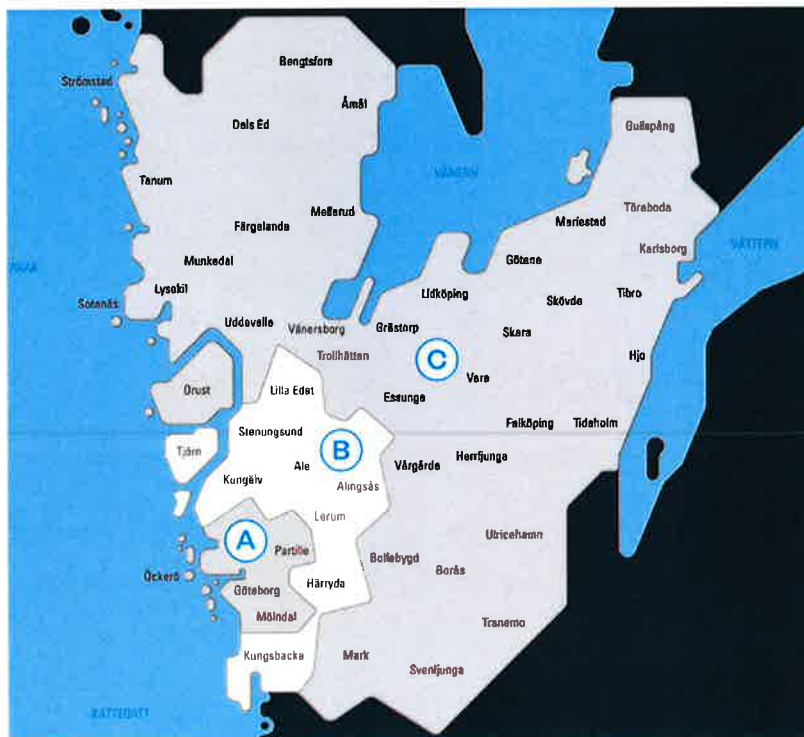 Bengtsfors
Strömstad
Åmål
Dals Ed
Gullspång
VÄNERN
Tanum
Mellerud
Töreboda
Färgelanda
Mariestad
Karlsborg
VÄTTERN
Munkedal
Götene
Lysekil
Lidköping
Tibro
Sotenäs
Skövde
Uddevalla
Vänersborg
Grästorp
Skara
Trollhättan
C
Hjo
Vara
Orust
Lilla Edet
Essunga
Falköping
Tidaholm
Stenungsund
Tjörn
B
Ale
Vårgårda
Herrljunga
Kungälv
Alingsås
Lerum
A
Ulricehamn
Partille
Bollebygd
Borås
Öckerö
Göteborg
Härryda
Mölndal
Tranemo
Kungsbacka
Mark
Svenljunga
KATTEGATT